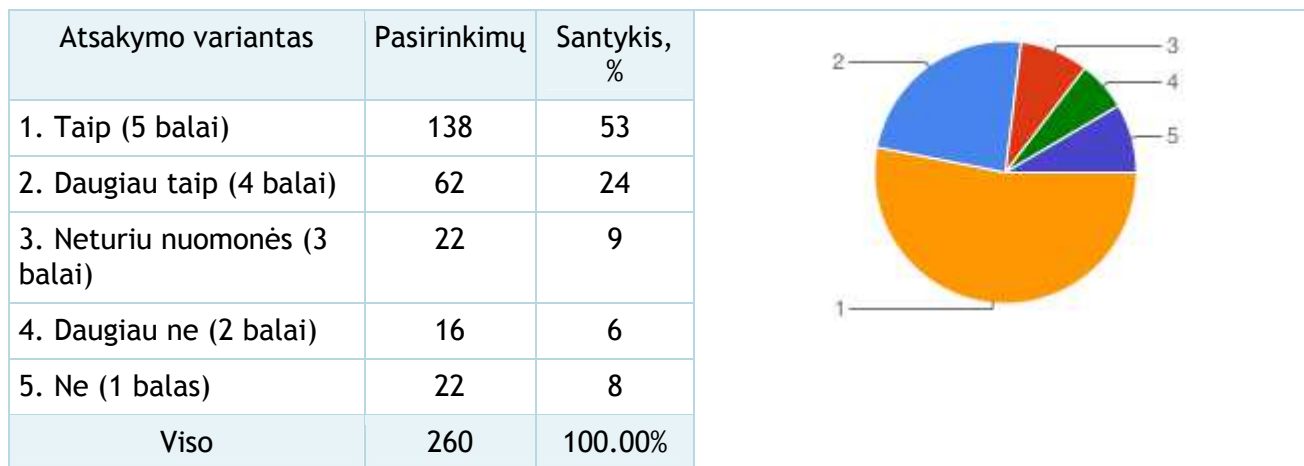 Atsakymo variantas Pasirinkimų Santykis,
%
1. Taip (5 balai) 138 53
2. Daugiau taip (4 balai) 62 24
3. Neturiu nuomonės (3
balai) 22 9
4. Daugiau ne (2 balai) 16 6
5. Ne (1 balas) 22 8
Viso 260 100.00%
2
3
4
5
1